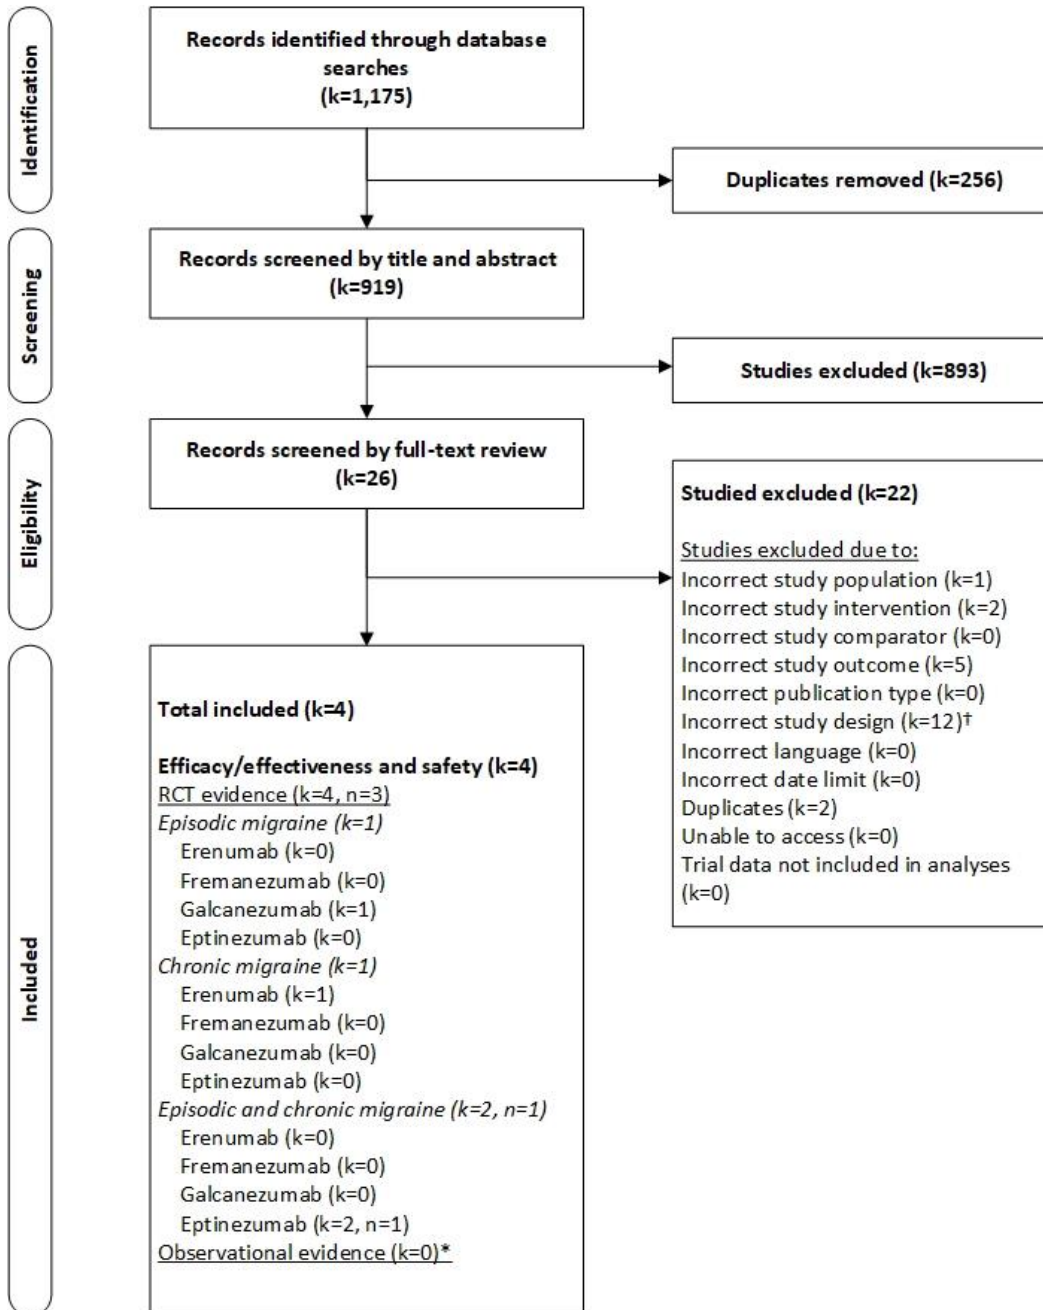 Identification
Records identified through database
searches
(k=1,175)
Duplicates removed (k=256)
Screening
Records screened by title and abstract
(k=919)
Studies excluded (k=893)
Eligibility
Records screened by full-text review
(k=26)
Studied excluded (k=22)
Studies excluded due to:
Incorrect study population (k=1)
Incorrect study intervention (k=2)
Incorrect study comparator (k=0)
Incorrect study outcome (k=5)
Incorrect publication type (k=0)
Incorrect study design (k=12)†
Incorrect language (k=0)
Incorrect date limit (k=0)
Duplicates (k=2)
Unable to access (k=0)
Trial data not included in analyses
(k=0)
Included
Total included (k=4)
Efficacy/effectiveness and safety (k=4)
RCT evidence (k=4, n=3)
Episodic migraine (k=1)
Erenumab (k=0)
Fremanezumab (k=0)
Galcanezumab (k=1)
Eptinezumab (k=0)
Chronic migraine (k=1)
Erenumab (k=1)
Fremanezumab (k=0)
Galcanezumab (k=0)
Eptinezumab (k=0)
Episodic and chronic migraine (k=2, n=1)
Erenumab (k=0)
Fremanezumab (k=0)
Galcanezumab (k=0)
Eptinezumab (k=2, n=1)
Observational evidence (k=0)*